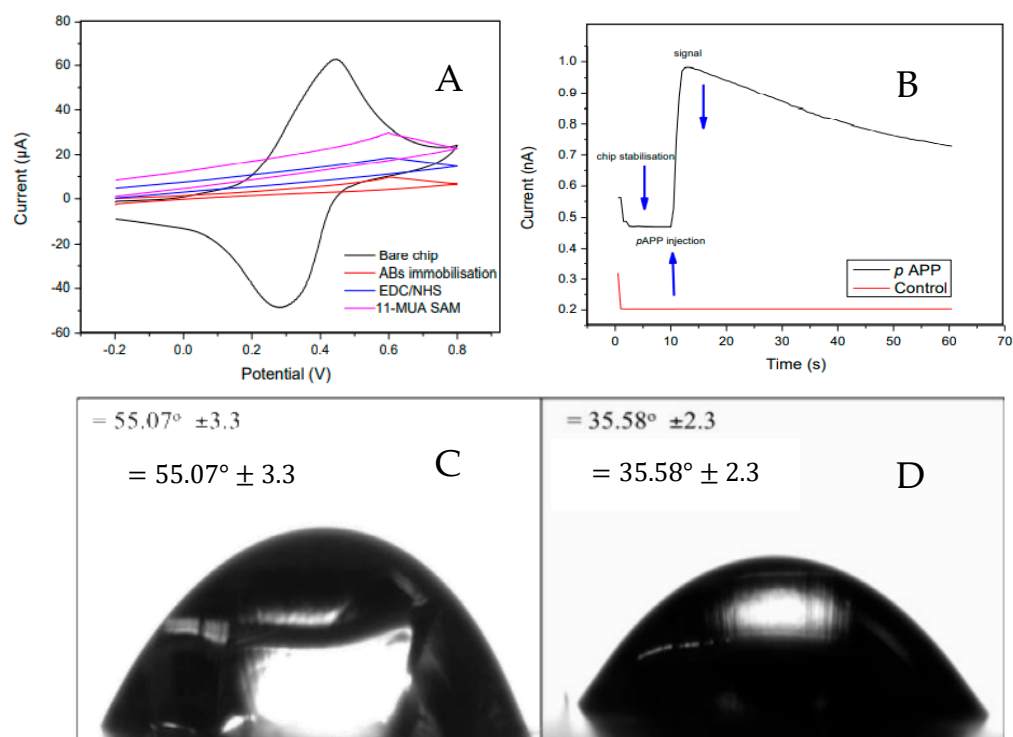 80
60
40
20
0
-20
-40
-60
-0.2
0.0
0.2
0.4
0.6
0.8
Current (µA)
Potential (V)
A
Bare chip
ABs immobilisation
EDC/NHS
11-MUA SAM
1.0
0.9
0.8
0.7
0.6
0.5
0.4
0.3
0.2
0
10
20
30
40
50
60
70
Current (nA)
Time (s)
B
signal
chip stabilisation
pAPP injection
p APP
Control
= 55.07° ±3.3
= 55.07° ± 3.3
C
= 35.58° ±2.3
= 35.58° ± 2.3
D